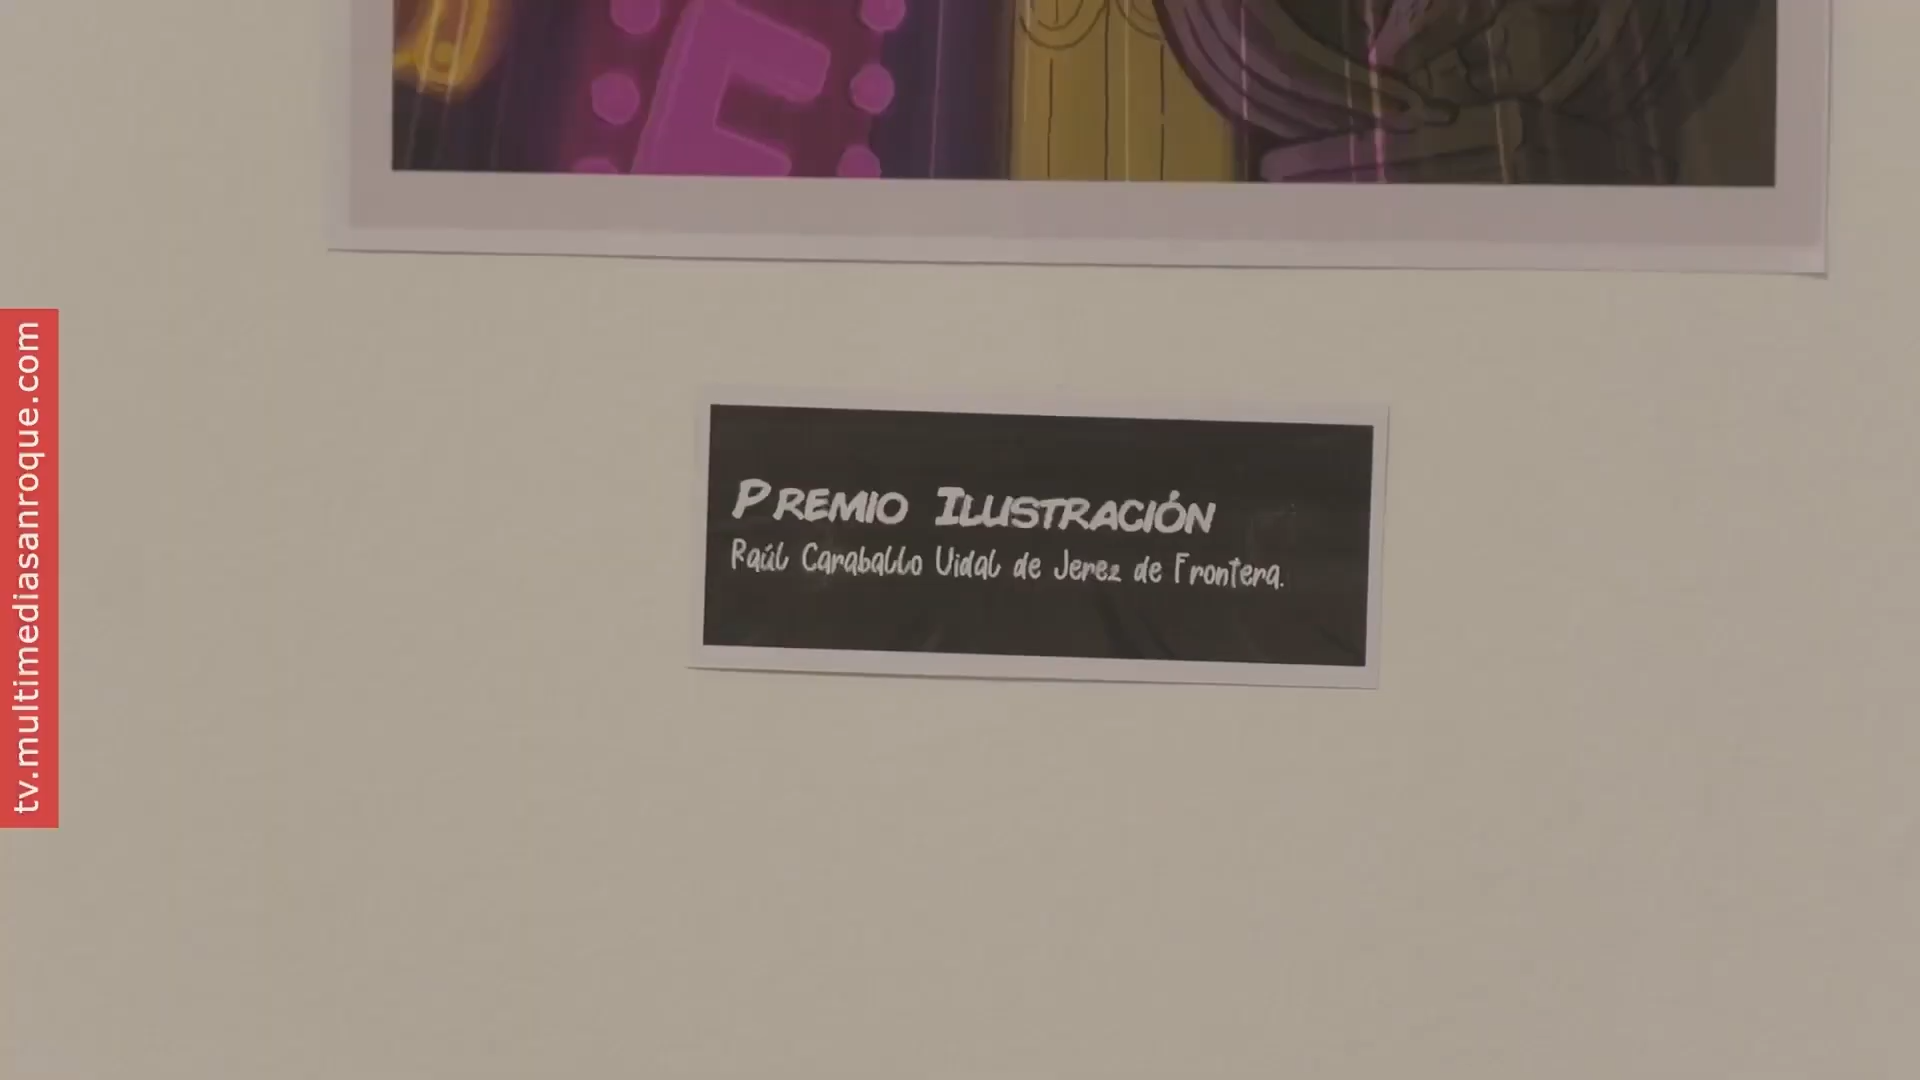 E
tv.multimediasanroque.com
Premio Ilustración
Raúl Caraballo Vidal de Jerez de Frontera.